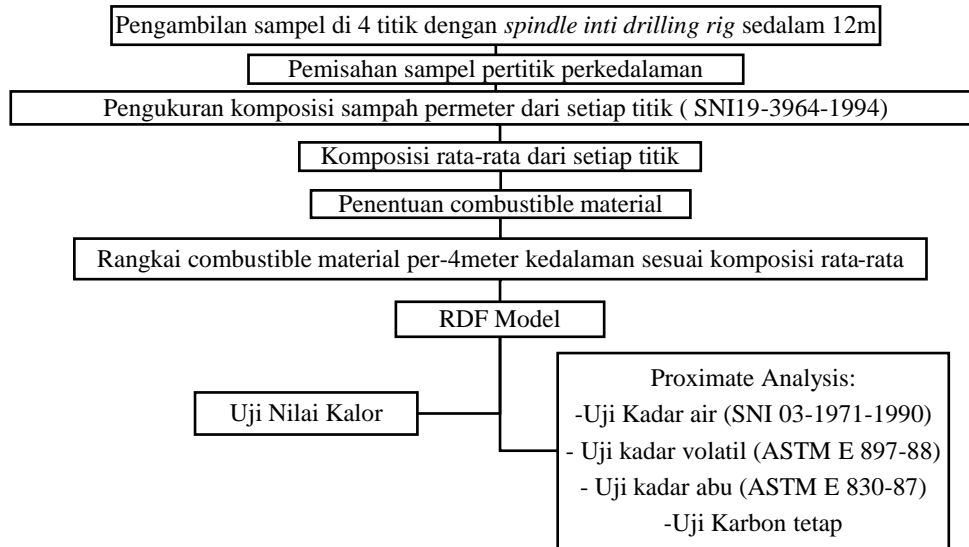 Pengambilan sampel di 4 titik dengan spindle inti drilling rig sedalam 12m
Pemisahan sampel pertitik perkedalaman
Pengukuran komposisi sampah permeter dari setiap titik ( SNI19-3964-1994)
Komposisi rata-rata dari setiap titik
Penentuan combustible material
Rangkai combustible material per-4meter kedalaman sesuai komposisi rata-rata
RDF Model
Uji Nilai Kalor
Proximate Analysis:
-Uji Kadar air (SNI 03-1971-1990)
- Uji kadar volatil (ASTM E 897-88)
- Uji kadar abu (ASTM E 830-87)
-Uji Karbon tetap